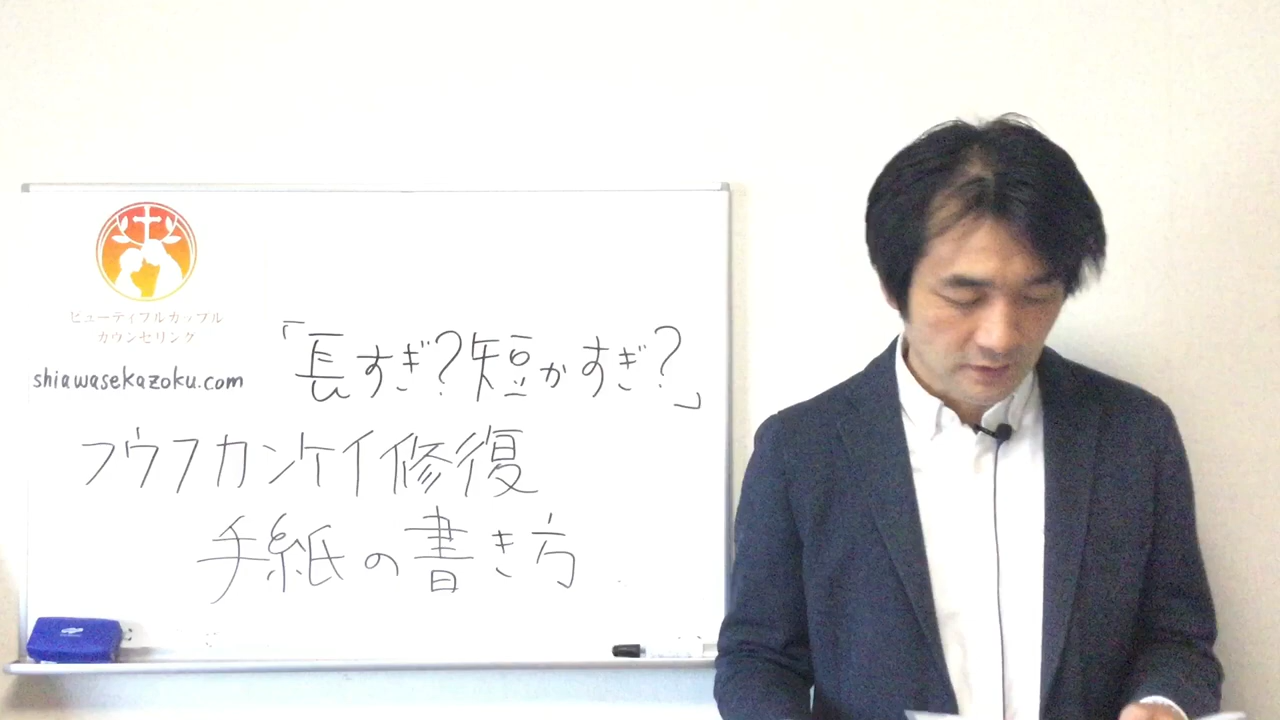 ビューティフルカップル
カウンセリング
shiawasekazoku.com
「長すぎ?短かすぎ?」
フウフカンケイ修復
手紙の書き方